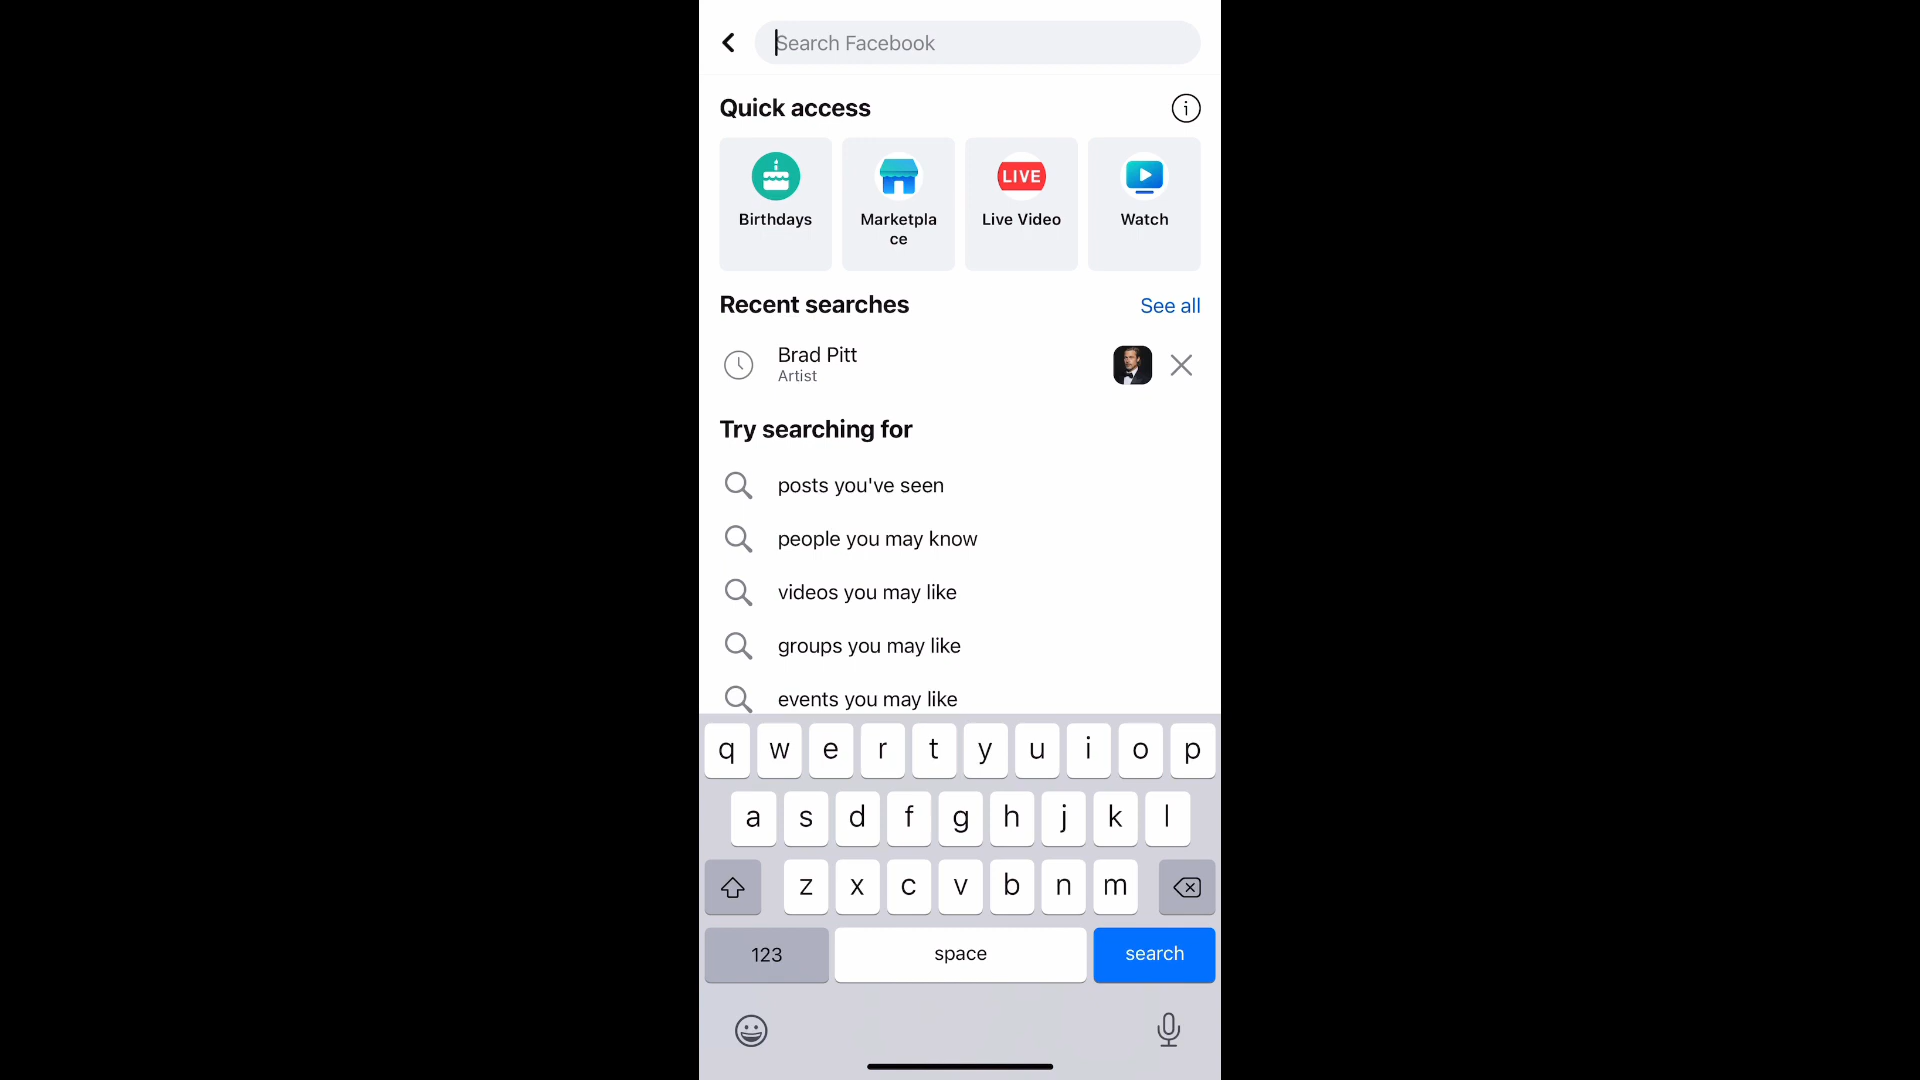 Search Facebook
Quick access
Birthdays
Marketpla
ce
LIVE
Live Video
Watch
Recent searches
See all
Brad Pitt
Artist
Try searching for
posts you've seen
people you may know
videos you may like
groups you may like
events you may like
q w e r t y u i o p
a s d f g h j k l
z x c v b n m
123 space search